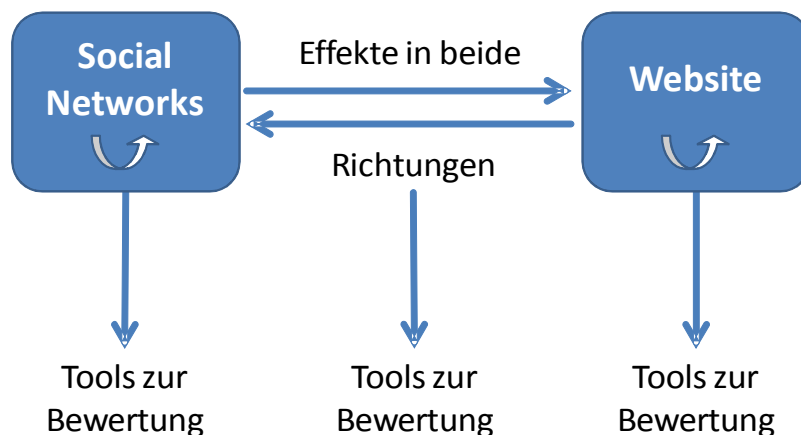 Social
Networks
Effekte in beide
Richtungen
Website
Tools zur
Bewertung
Tools zur
Bewertung
Tools zur
Bewertung